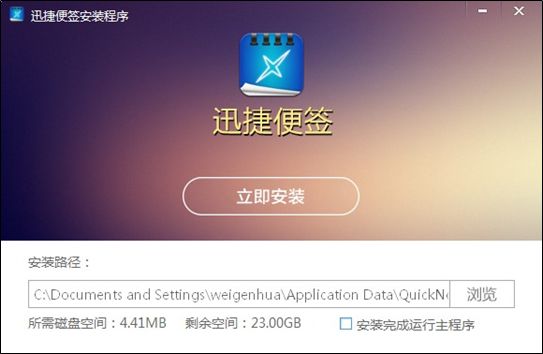 迅捷便签安装程序
迅捷便签
立即安装
安装路径：
C:\Documents and Settings\weigenhua\Application Data\QuickNo 浏览
所需磁盘空间：4.41MB 剩余空间：23.00GB 安装完成运行主程序